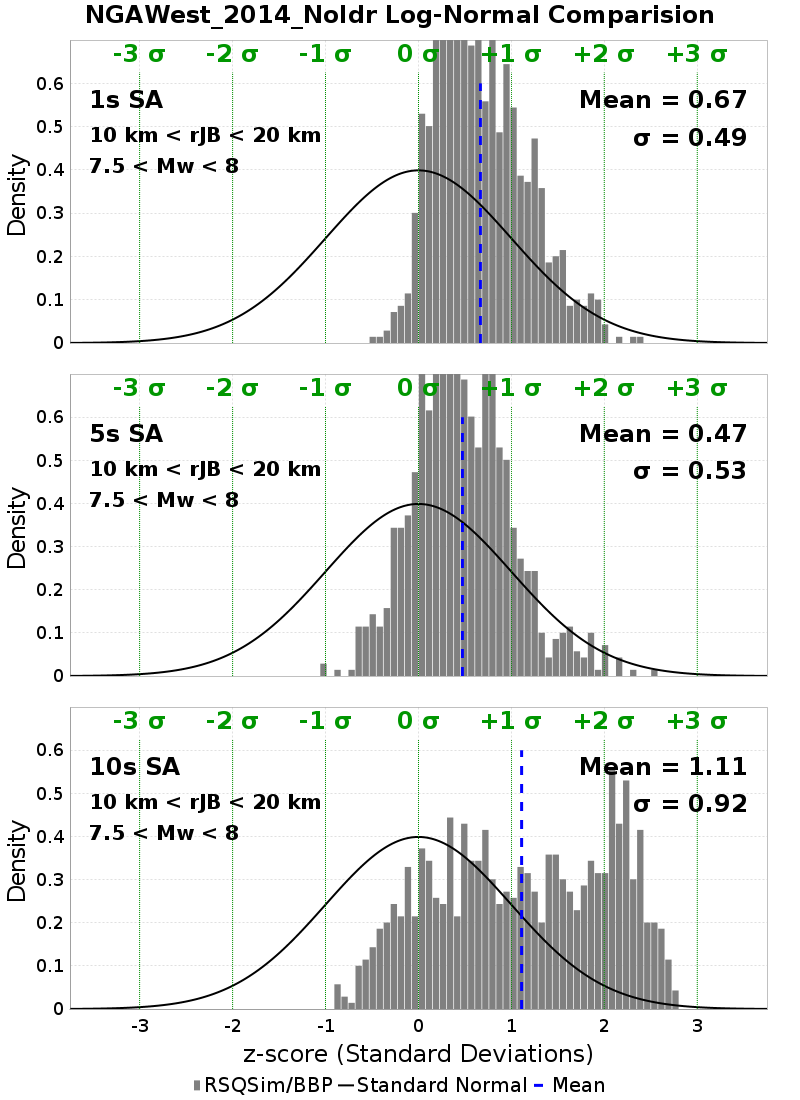 NGAWest_2014_NoIdr Log-Normal Comparision
-3 σ -2 σ -1 σ 0 σ +1 σ +2 σ +3 σ
1s SA Mean = 0.67
10 km < rJB < 20 km σ = 0.49
7.5 < Mw < 8
0.6
0.5
0.4
0.3
0.2
0.1
0
Density
-3 σ -2 σ -1 σ 0 σ +1 σ +2 σ +3 σ
5s SA Mean = 0.47
10 km < rJB < 20 km σ = 0.53
7.5 < Mw < 8
0.6
0.5
0.4
0.3
0.2
0.1
0
Density
-3 σ -2 σ -1 σ 0 σ +1 σ +2 σ +3 σ
10s SA Mean = 1.11
10 km < rJB < 20 km σ = 0.92
7.5 < Mw < 8
0.6
0.5
0.4
0.3
0.2
0.1
0
Density
-3 -2 -1 0 1 2 3
z-score (Standard Deviations)
RSQSim/BBP Standard Normal Mean